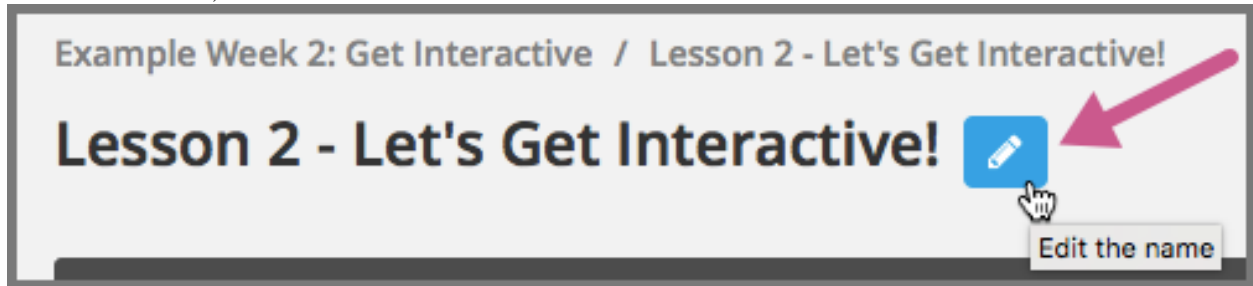 Example Week 2: Get Interactive / Lesson 2 - Let's Get Interactive!
Lesson 2 - Let's Get Interactive!
Edit the name